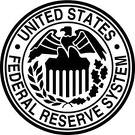 UNITED STATES
FEDERAL RESERVE SYSTEM